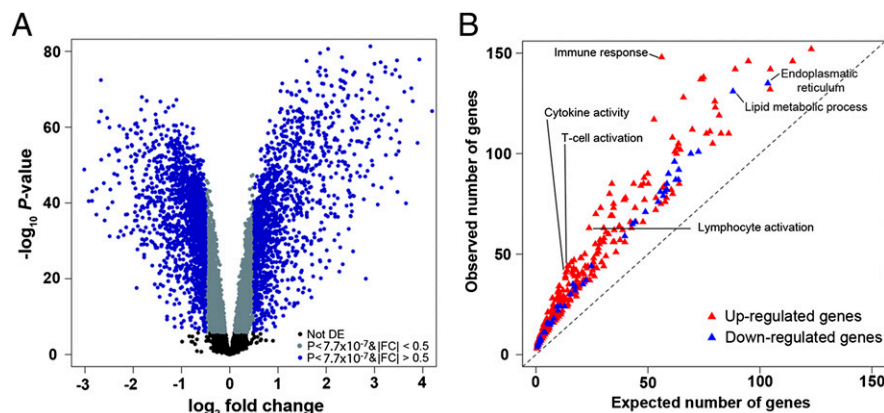 A
80
60
40
20
0
-log10 P-value
-3
-2
-1
0
1
2
3
4
log2 fold change
Not DE
P<7.7x10-7&|FC| < 0.5
P<7.7x10-7&|FC| > 0.5
B
150
100
50
0
Observed number of genes
Immune response
Endoplasmatic
reticulum
Lipid metabolic process
Cytokine activity
T-cell activation
Lymphocyte activation
Up-regulated genes
Down-regulated genes
0
50
100
150
Expected number of genes